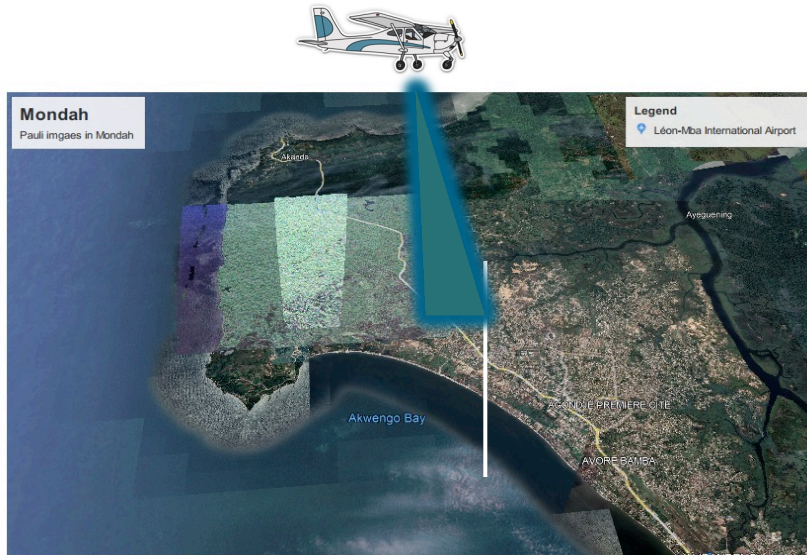 Mondah
Pauli imgaes in Mondah
Legend
Léon-Mba International Airport
Akanda
Ayeguening
Akwengo Bay
AGONDJE PREMIERE CITE
AVORE BAMBA